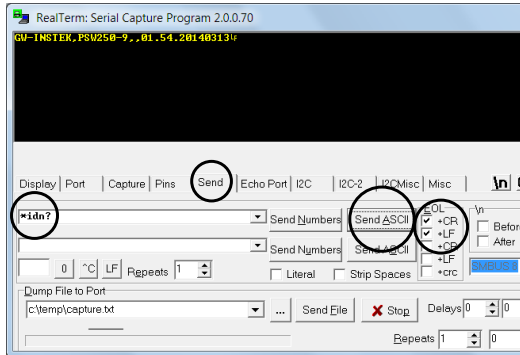 RealTerm: Serial Capture Program 2.0.0.70
GW-INSTEK,PSW250-9,,01.54.20140313
Display Port Capture Pins Send Echo Port I2C I2C-2 I2CMisc Misc \n
*idn? Send Numbers Send ASCII
EOL
+CR
+LF
+CR
+LF
+crc
\n
Before
After
Send Numbers Send ASCII
0 ^C LF Repeats 1 Literal Strip Spaces
SMBUS 8
Dump File to Port
c:\temp\capture.txt ... Send File Stop Delays 0 0
Repeats 1 0